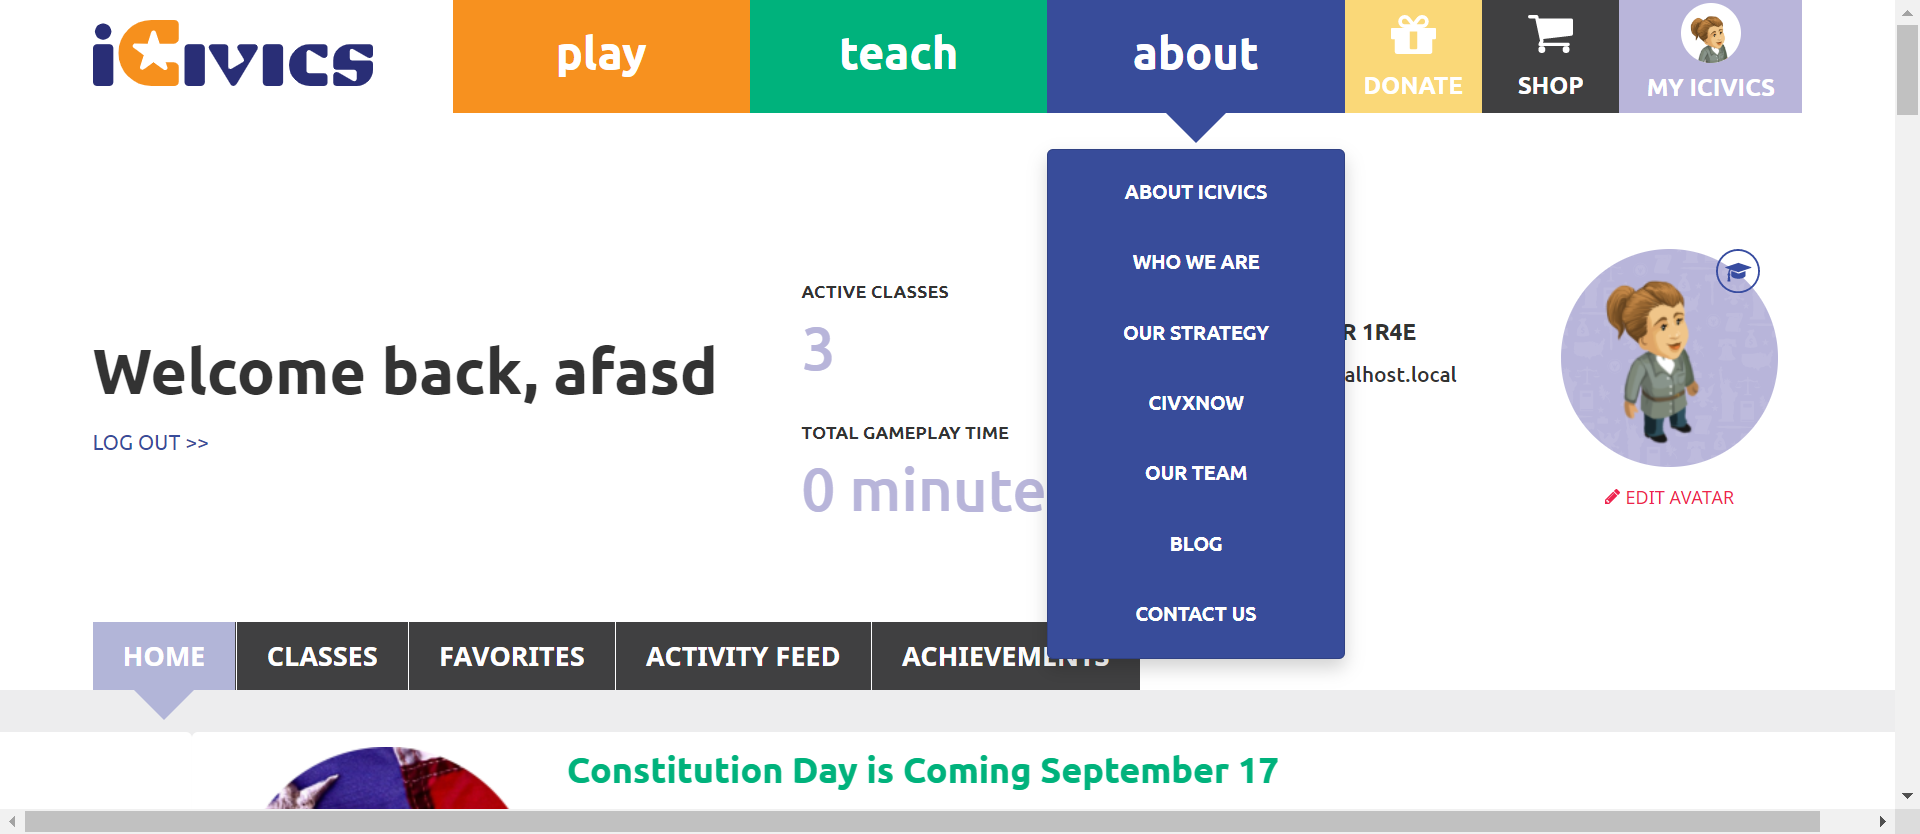 iCivics
play
teach
about
DONATE
SHOP
MY ICIVICS
ABOUT ICIVICS
WHO WE ARE
OUR STRATEGY
CIVXNOW
OUR TEAM
BLOG
CONTACT US
Welcome back, afasd
LOG OUT >>
ACTIVE CLASSES
3
TOTAL GAMEPLAY TIME
0 minute
R 1R4E
alhost.local
EDIT AVATAR
HOME
CLASSES
FAVORITES
ACTIVITY FEED
ACHIEVEMENTS
Constitution Day is Coming September 17